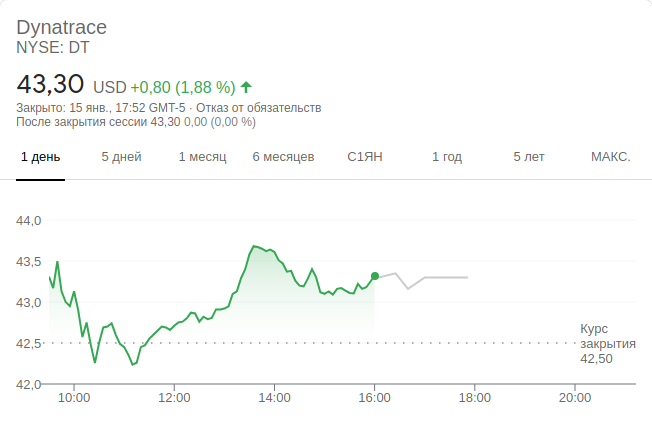 Dynatrace
NYSE: DT
43,30 USD +0,80 (1,88 %) ↑
Закрыто: 15 янв., 17:52 GMT-5 · Отказ от обязательств
После закрытия сессии 43,30 0,00 (0,00 %)
1 день 5 дней 1 месяц 6 месяцев С1ЯН 1 год 5 лет МАКС.
44,0
43,5
43,0
42,5
42,0
Курс
закрытия
42,50
10:00 12:00 14:00 16:00 18:00 20:00